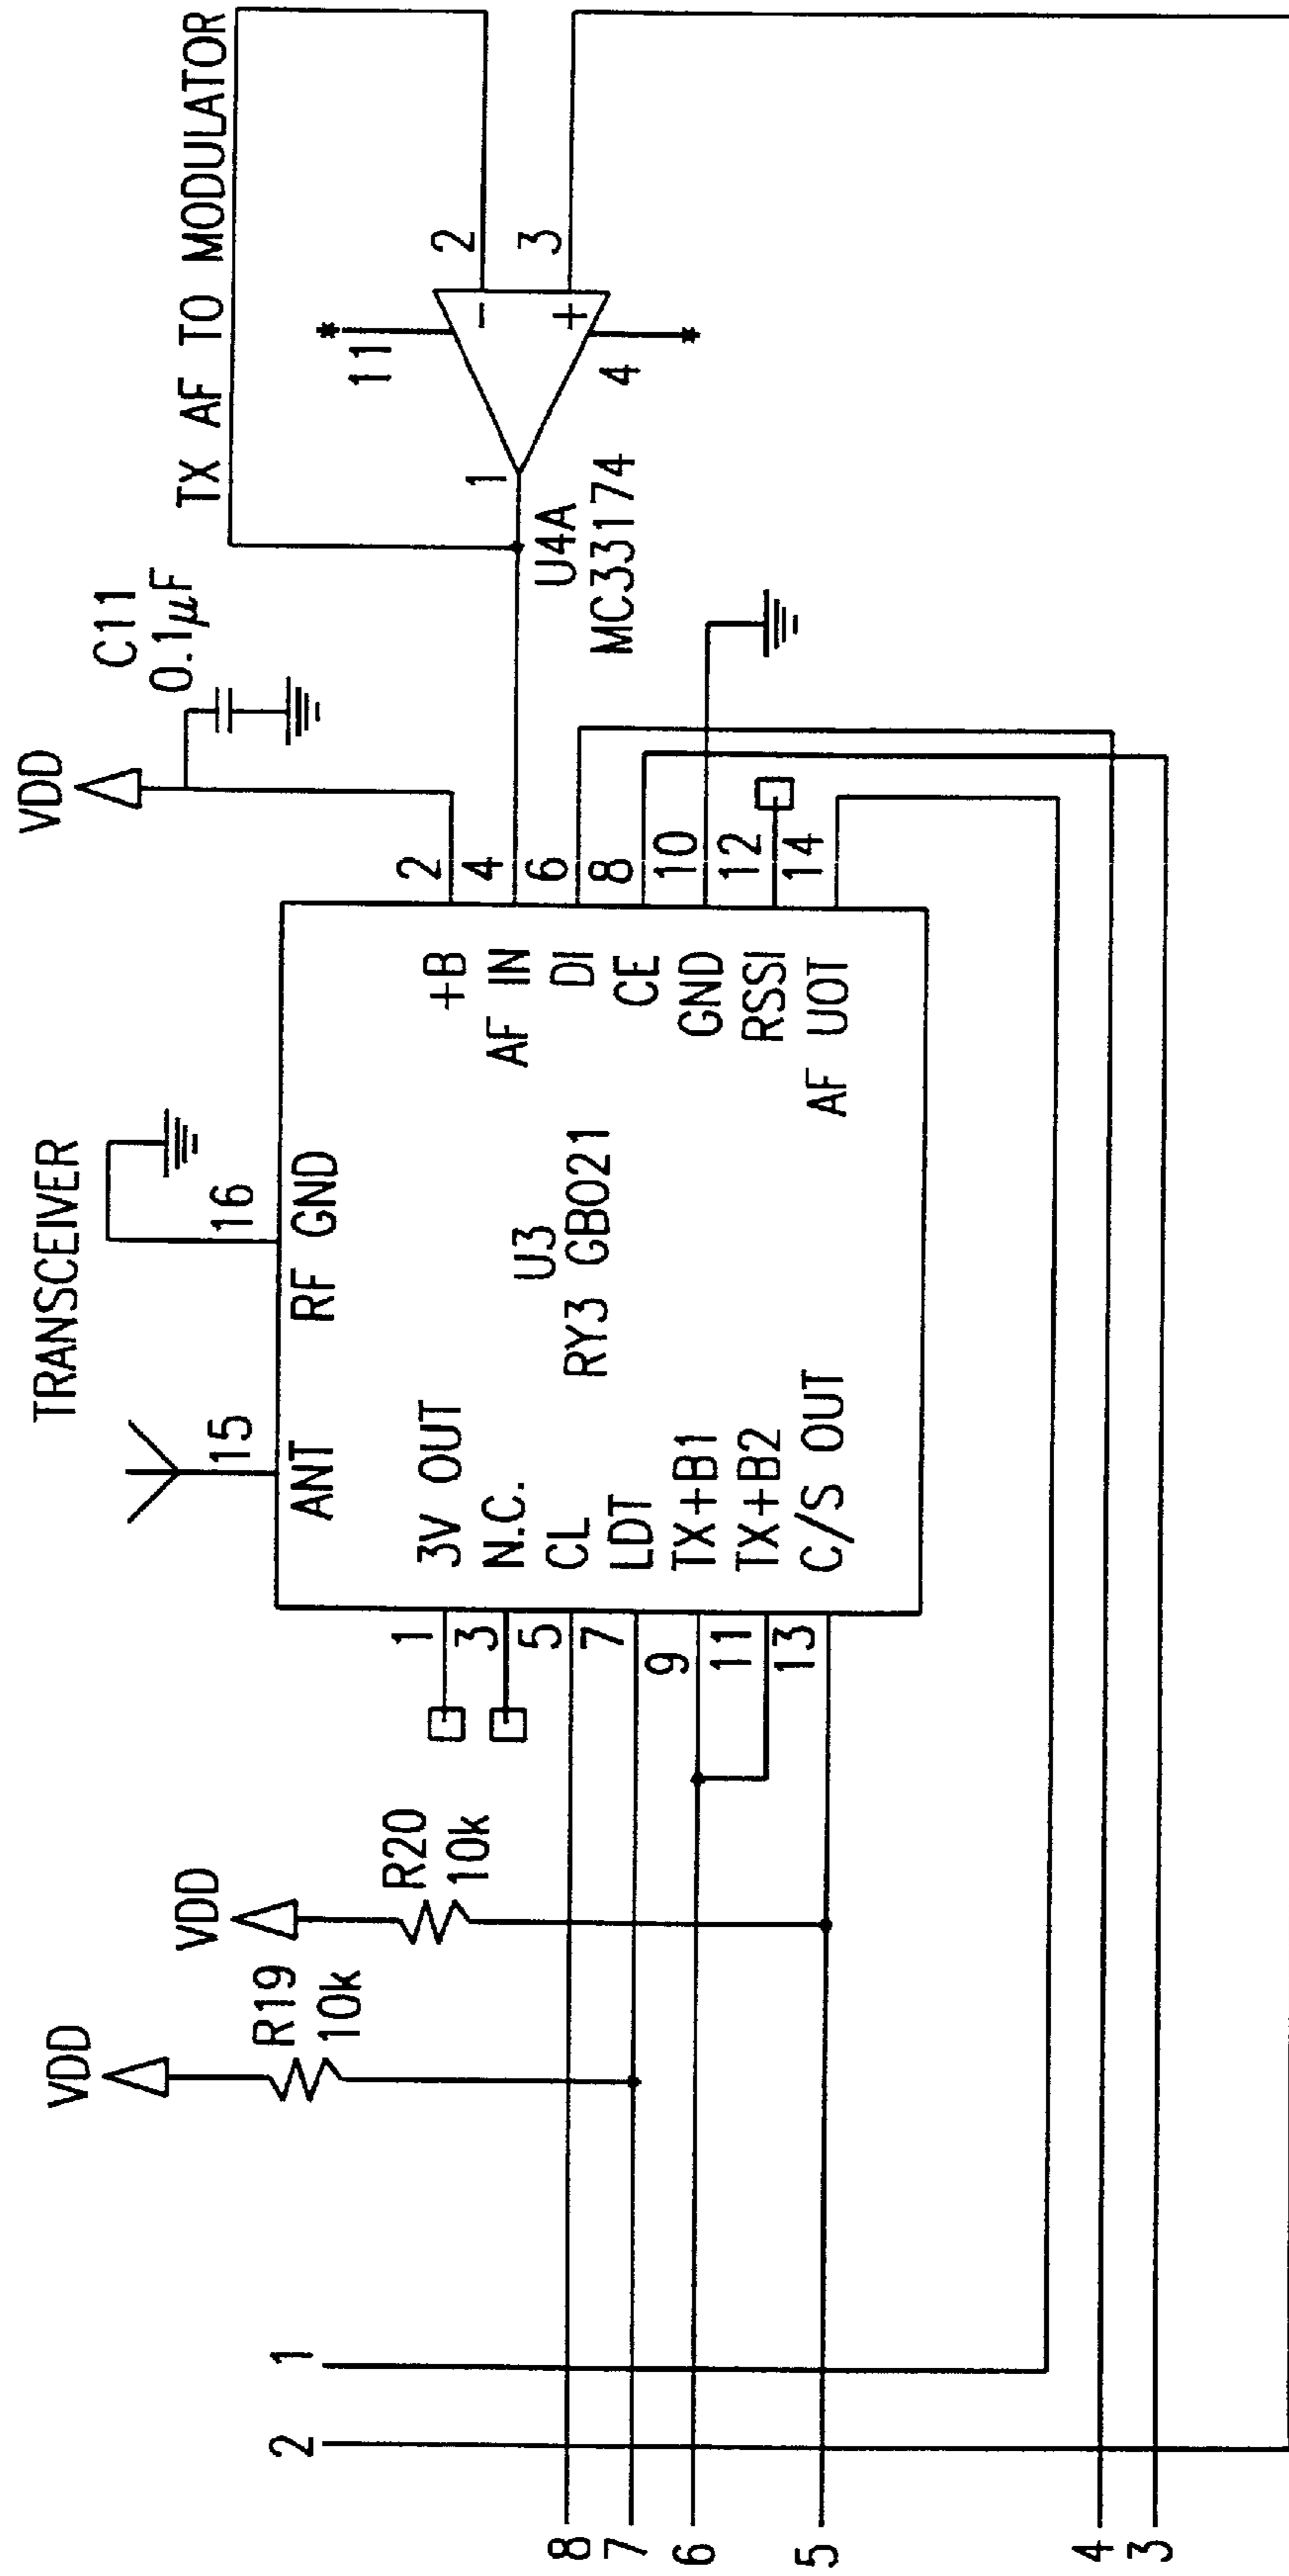 TRANSCEIVER
VDD
C11
0.1μF
TX AF TO MODULATOR
VDD
R19
10k
VDD
R20
10k
15
16
ANT
RF GND
1
3V OUT
+B
2
3
N.C.
AF IN
4
5
CL
DI
6
7
LDT
CE
8
9
TX+B1
GND
10
11
TX+B2
RSSI
12
13
C/S OUT
AF UOT
14
U3
RY3 GB021
1
U4A
MC33174
11
2
-
3
+
4
2
1
8
7
6
5
4
3